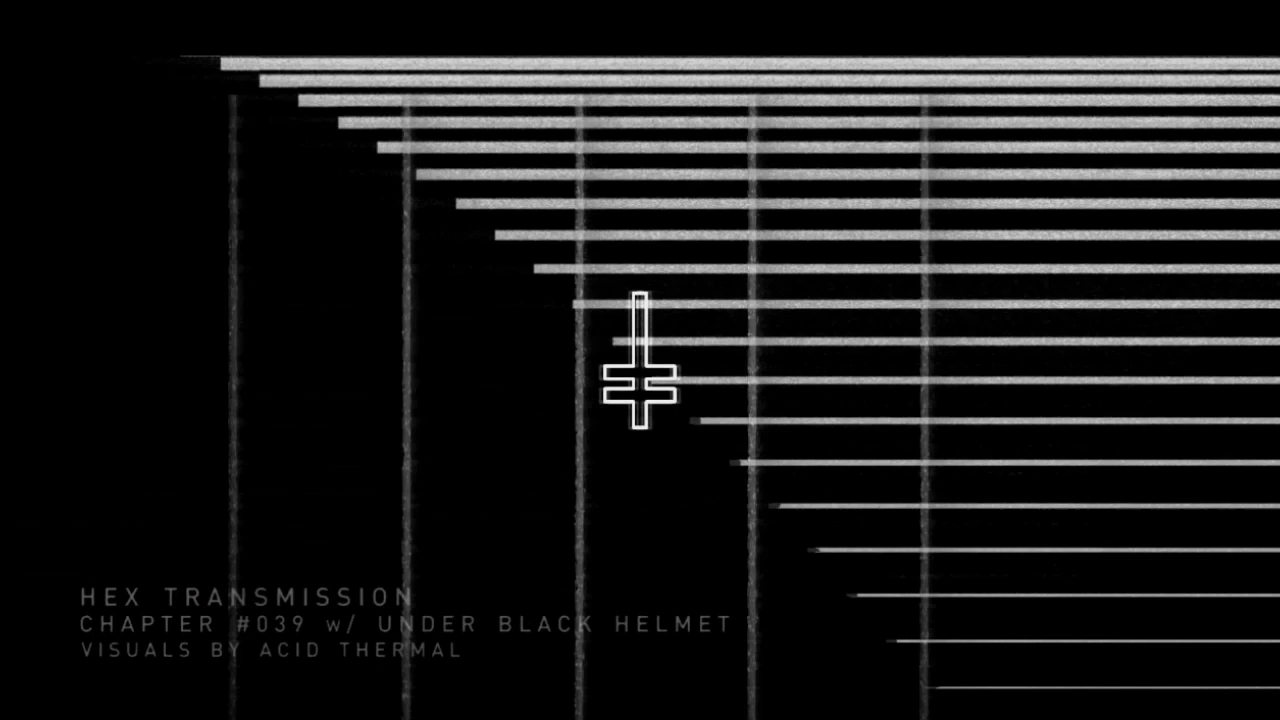 HEX TRANSMISSION
CHAPTER #039 w/ UNDER BLACK HELMET
VISUALS BY ACID THERMAL